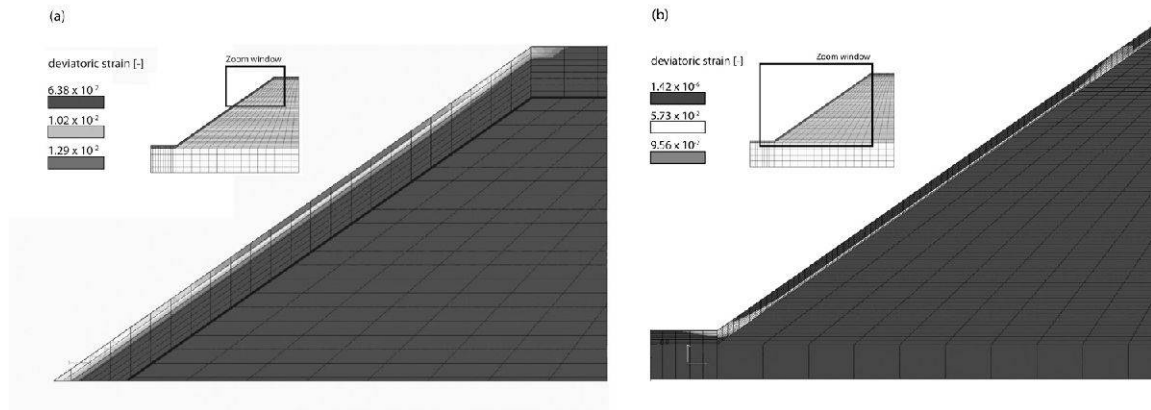 (a)
deviatoric strain [-]
6.38 x 10⁻⁷
1.02 x 10⁻²
1.29 x 10⁻²
Zoom window
(b)
deviatoric strain [-]
1.42 x 10⁻⁶
5.73 x 10⁻²
9.56 x 10⁻²
Zoom window